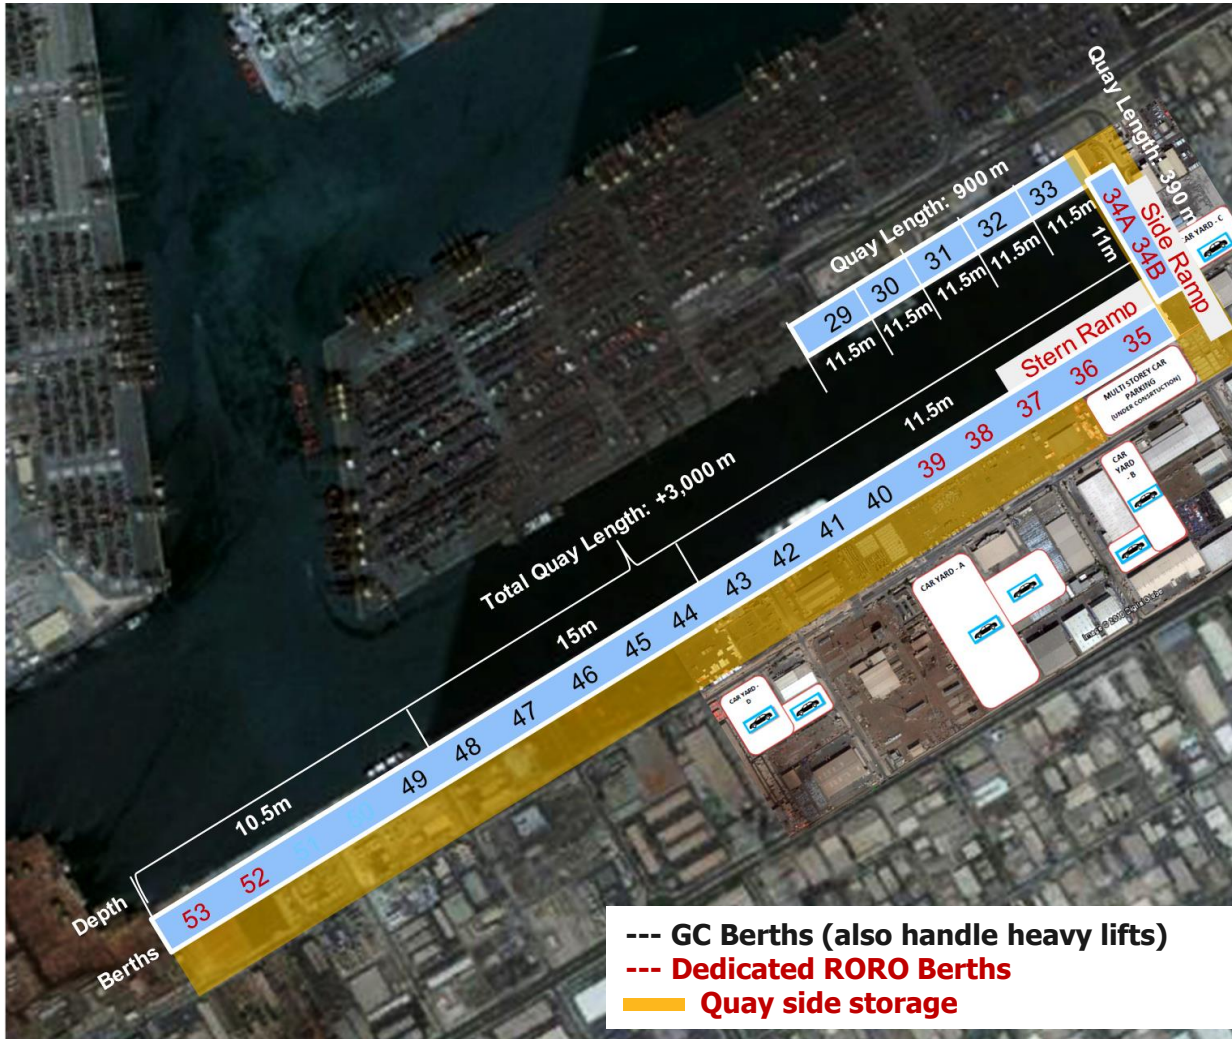 Quay Length: 390 m
Quay Length: 900 m
29
30
31
32
33
11.5m
11.5m
11.5m
11.5m
11.5m
11m
34A
34B
Side Ramp
CAR YARD - C
Stern Ramp
35
36
37
38
39
40
41
42
43
44
45
46
47
48
49
50
51
52
53
MULTI STOREY CAR
PARKING
(UNDER CONSRTUCTION)
CAR
YARD
- B
CAR YARD - A
CAR YARD -
D
Total Quay Length: +3,000 m
11.5m
15m
10.5m
Depth
Berths
--- GC Berths (also handle heavy lifts)
--- Dedicated RORO Berths
Quay side storage